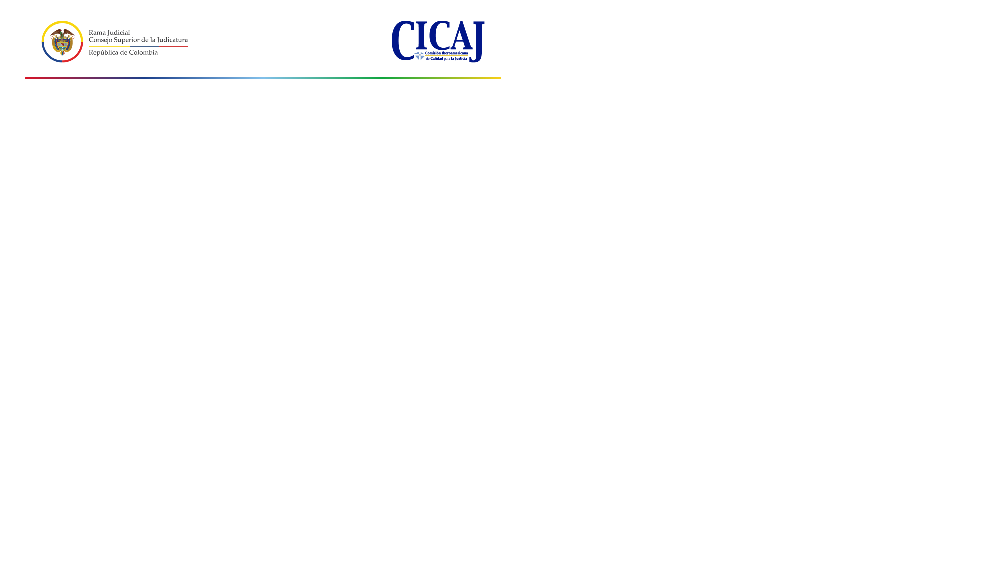 Rama Judicial
Consejo Superior de la Judicatura
República de Colombia
CICAJ
Comisión Iberoamericana
de Calidad para la Justicia